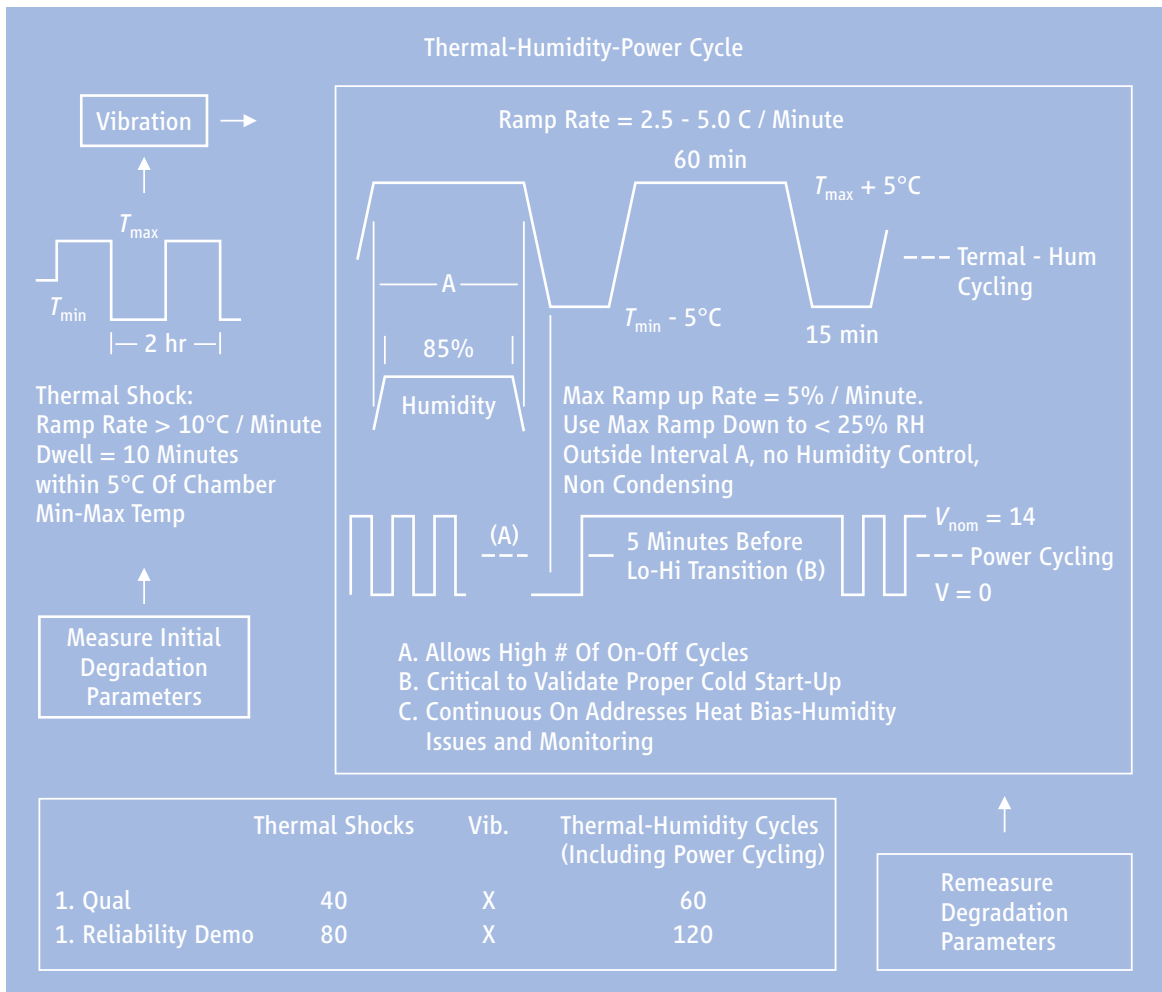 Thermal-Humidity-Power Cycle
Vibration
Ramp Rate = 2.5 - 5.0 C / Minute
60 min
Tmax + 5°C
Tmax
Tmin
2 hr
A
Termal - Hum
Cycling
Tmin - 5°C
15 min
85%
Humidity
Thermal Shock:
Ramp Rate > 10°C / Minute
Dwell = 10 Minutes
within 5°C Of Chamber
Min-Max Temp
Max Ramp up Rate = 5% / Minute.
Use Max Ramp Down to < 25% RH
Outside Interval A, no Humidity Control,
Non Condensing
(A)
5 Minutes Before
Lo-Hi Transition (B)
Vnom = 14
Power Cycling
V = 0
Measure Initial
Degradation
Parameters
A. Allows High # Of On-Off Cycles
B. Critical to Validate Proper Cold Start-Up
C. Continuous On Addresses Heat Bias-Humidity
Issues and Monitoring
Thermal Shocks Vib. Thermal-Humidity Cycles
(Including Power Cycling)
1. Qual 40 X 60
1. Reliability Demo 80 X 120
Remeasure
Degradation
Parameters